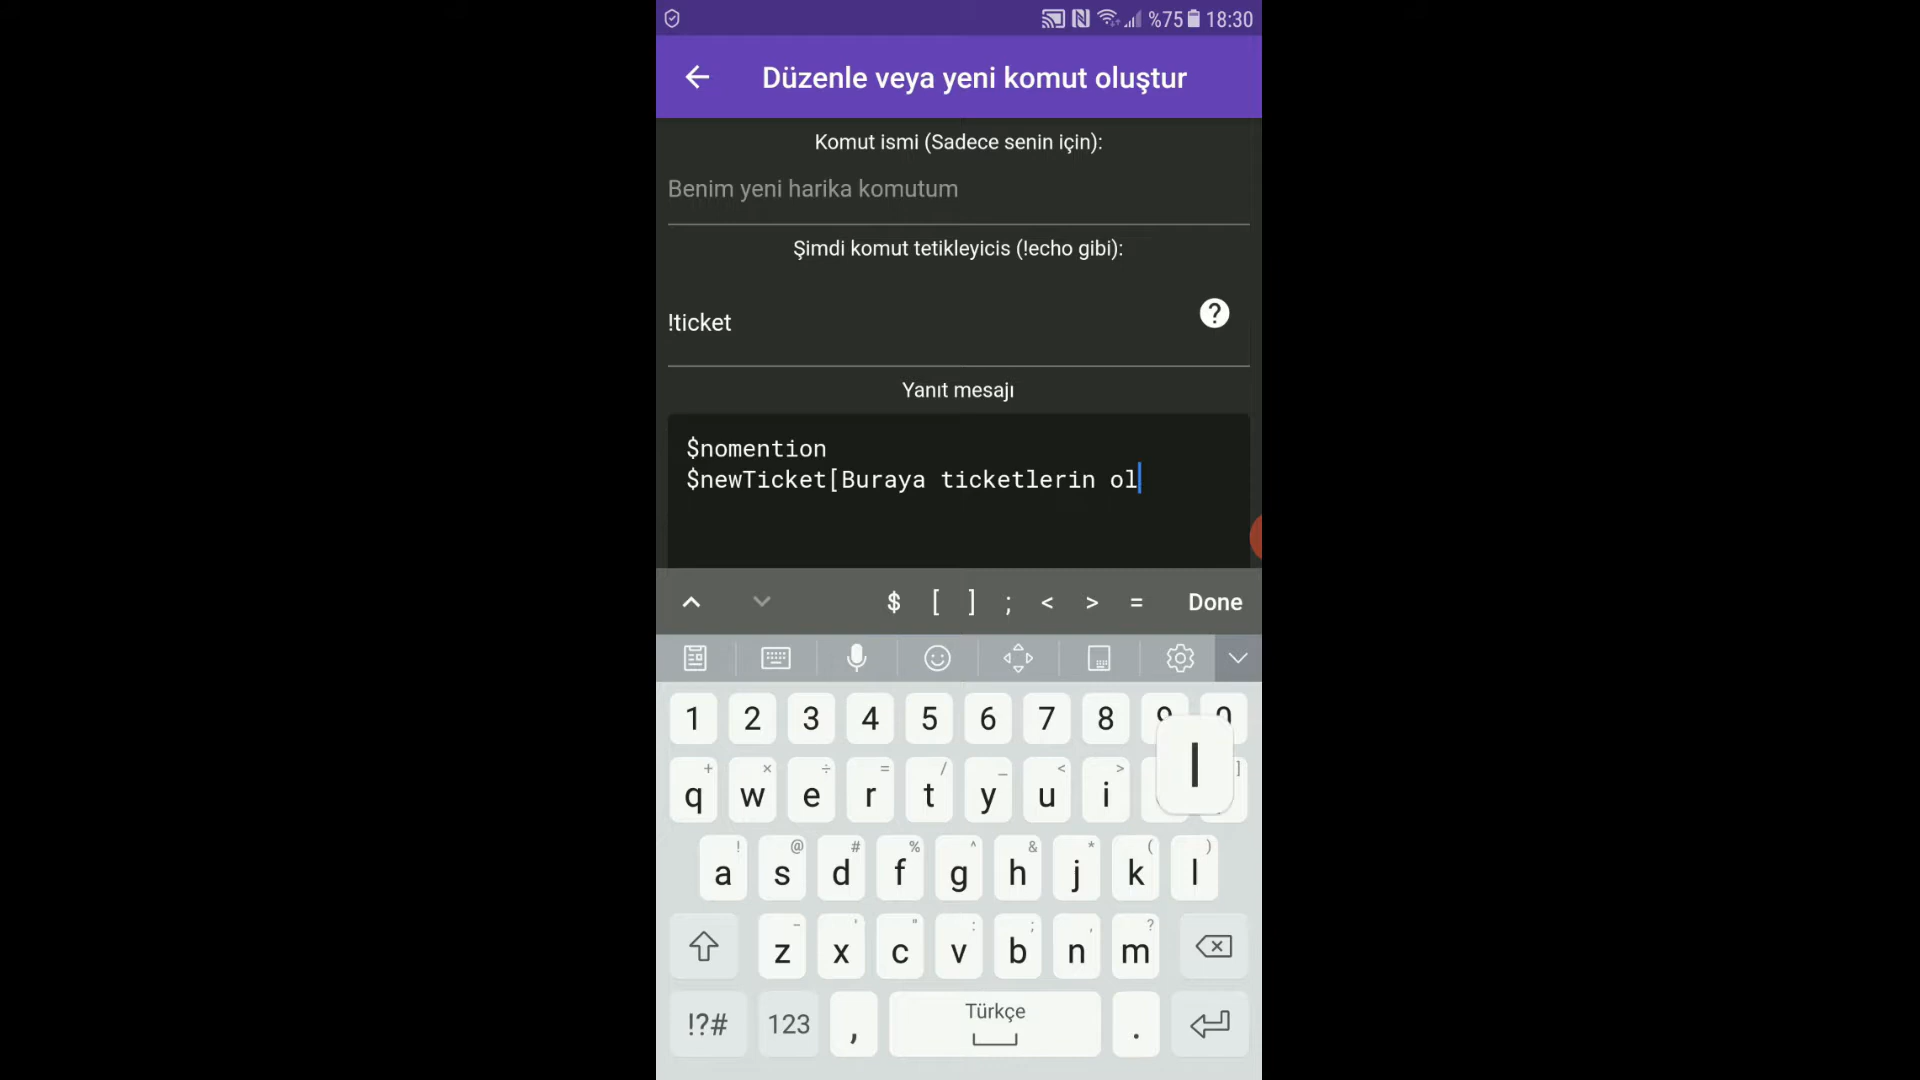 %75 18:30
Düzenle veya yeni komut oluştur
Komut ismi (Sadece senin için):
Benim yeni harika komutum
Şimdi komut tetikleyicis (!echo gibi):
!ticket
?
Yanıt mesajı
$nomention
$newTicket[Buraya ticketlerin ol
$ [ ] ; < > = Done
1 2 3 4 5 6 7 8 9 0
+ × ÷ = / _ < > ]
q w e r t y u i l
! @ # % ^ & * ( )
a s d f g h j k l
- ' " : ; , ?
z x c v b n m
!?# 123 , Türkçe .